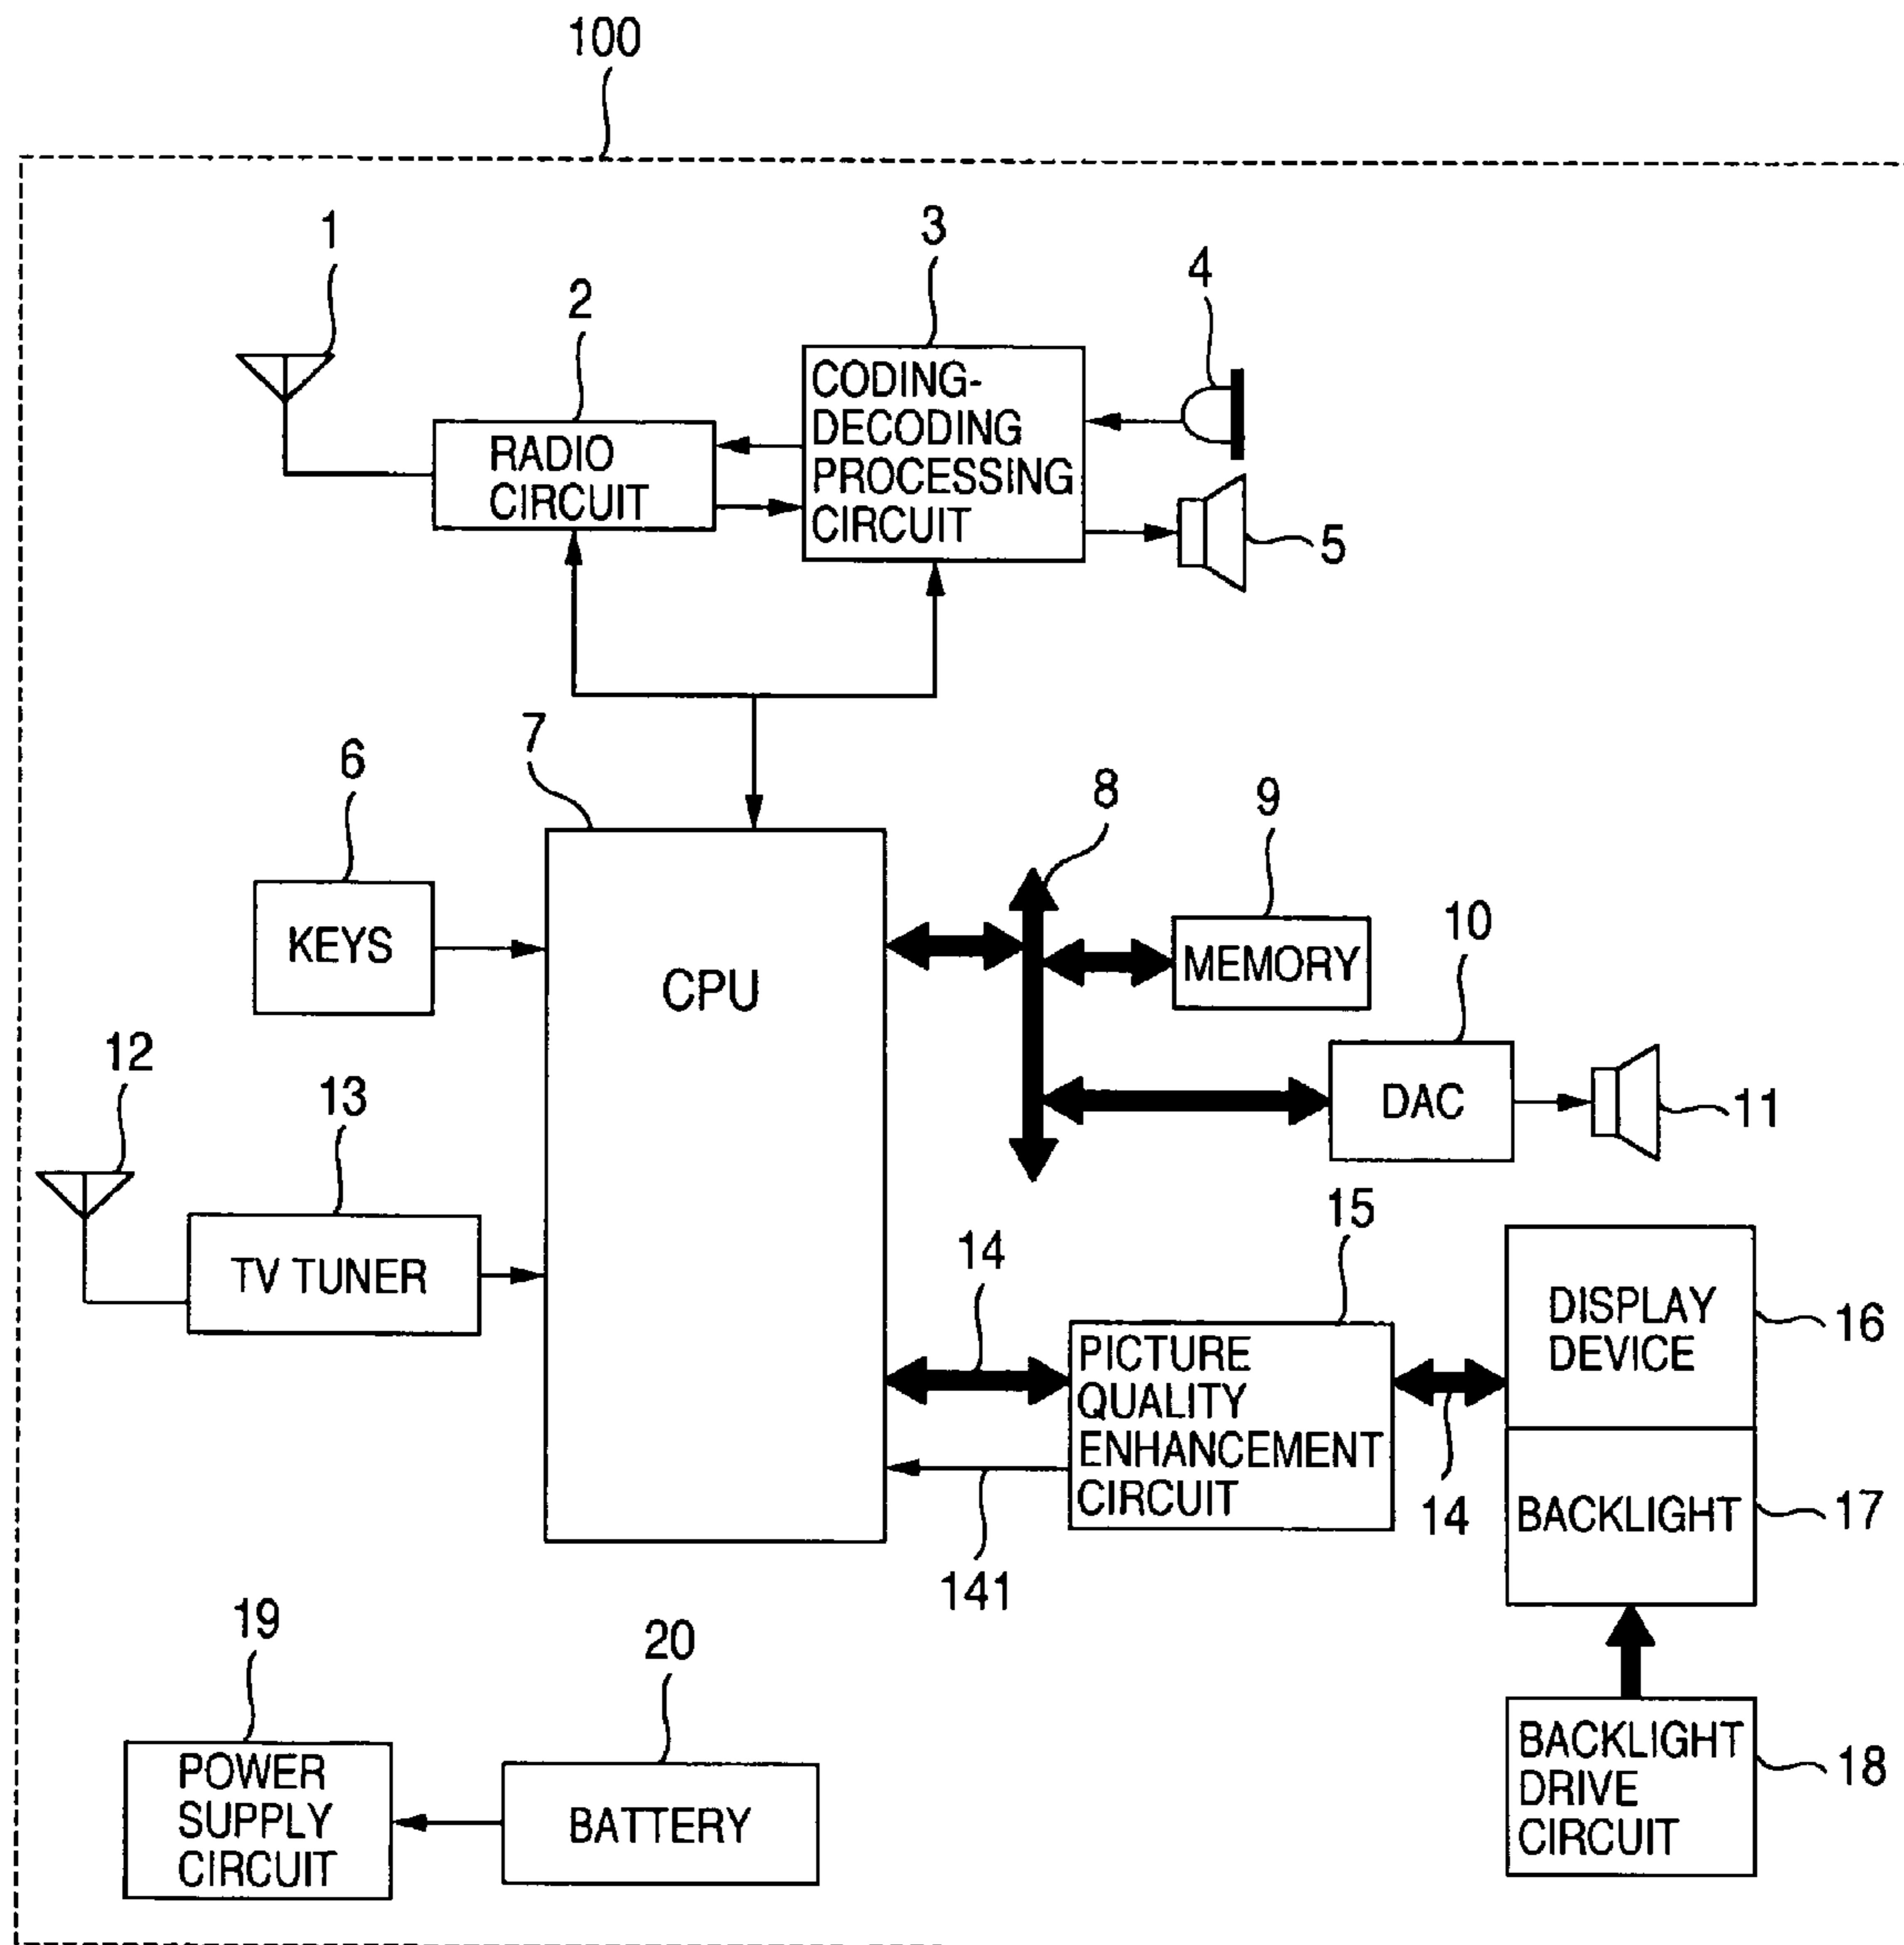 100
1
2
3
4
RADIO
CIRCUIT
CODING-
DECODING
PROCESSING
CIRCUIT
5
6
7
8
9
10
KEYS
CPU
MEMORY
DAC
11
12
13
TV TUNER
14
15
PICTURE
QUALITY
ENHANCEMENT
CIRCUIT
14
141
DISPLAY
DEVICE
16
BACKLIGHT
17
BACKLIGHT
DRIVE
CIRCUIT
18
19
20
POWER
SUPPLY
CIRCUIT
BATTERY